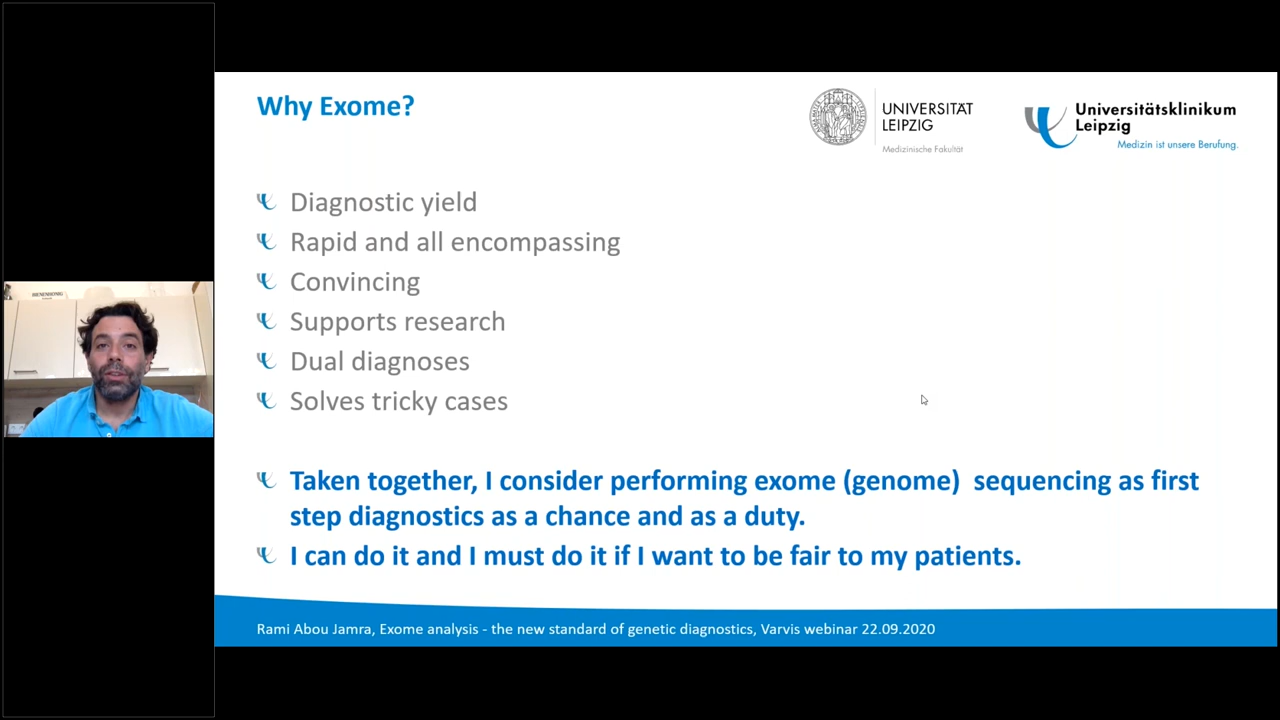 Why Exome?
UNIVERSITÄT
LEIPZIG
Medizinische Fakultät
Universitätsklinikum
Leipzig
Medizin ist unsere Berufung.
Diagnostic yield
Rapid and all encompassing
Convincing
Supports research
Dual diagnoses
Solves tricky cases
BIENENHONIG
Taken together, I consider performing exome (genome) sequencing as first
step diagnostics as a chance and as a duty.
I can do it and I must do it if I want to be fair to my patients.
Rami Abou Jamra, Exome analysis - the new standard of genetic diagnostics, Varvis webinar 22.09.2020